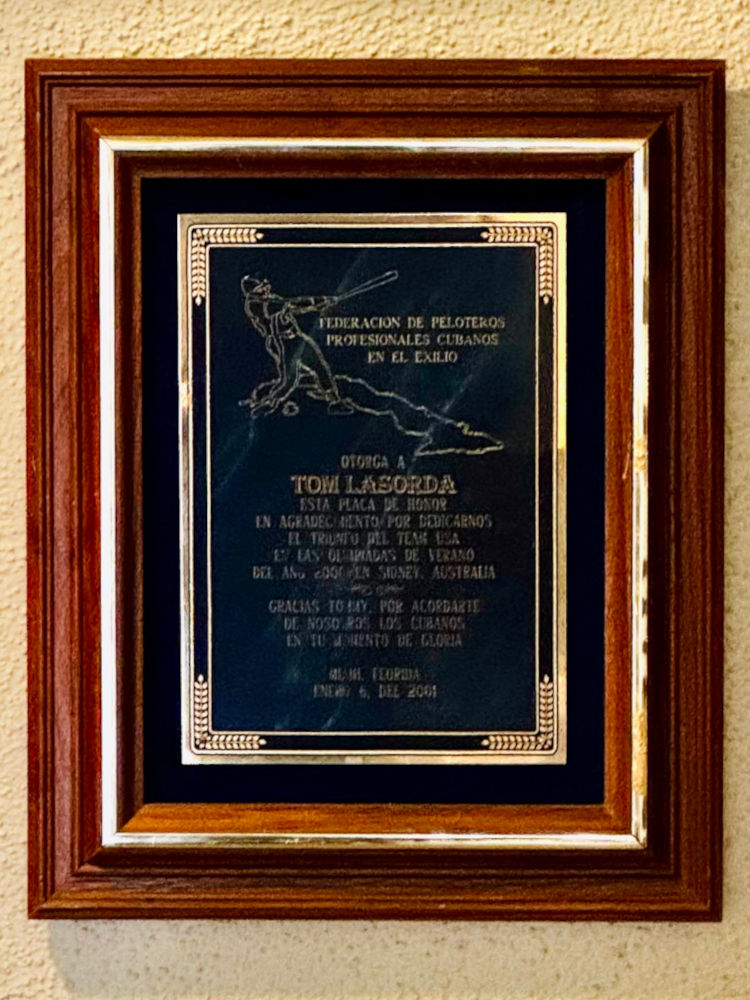 FEDERACION DE PELOTEROS
PROFESIONALES CUBANOS
EN EL EXILIO
OTORGA A
TOM LASORDA
ESTA PLACA DE HONOR
EN AGRADECIMIENTO POR DEDICARNOS
EL TRIUNFO DEL TEAM USA
EN LAS OLIMPIADAS DE VERANO
DEL AÑO EN SIDNEY, AUSTRALIA
GRACIAS TOMMY, POR ACORDARTE
DE NOSOTROS LOS CUBANOS
EN TU MOMENTO DE GLORIA
MIAMI, FLORIDA
ENERO 6, DEL 2001